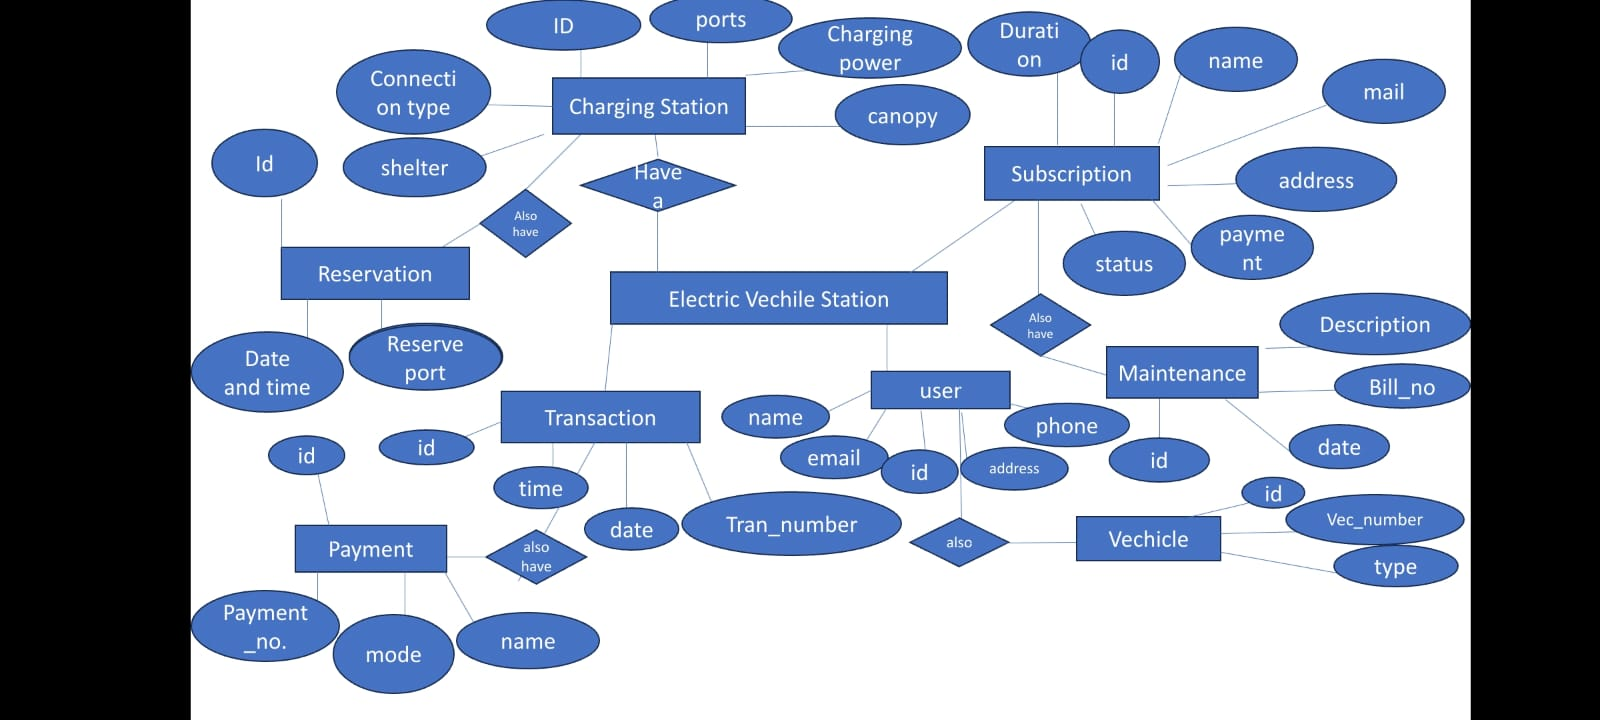 ID
ports
Charging
power
Durati
on
id
name
mail
Connecti
on type
Charging Station
canopy
Id
shelter
Have
a
Subscription
address
Also
have
payme
nt
status
Reservation
Electric Vechile Station
Also
have
Description
Date
and time
Reserve
port
Maintenance
Bill_no
user
Transaction
name
phone
id
id
email
id
address
id
date
time
date
Tran_number
id
Vec_number
Payment
also
have
also
Vechicle
type
Payment
_no.
mode
name